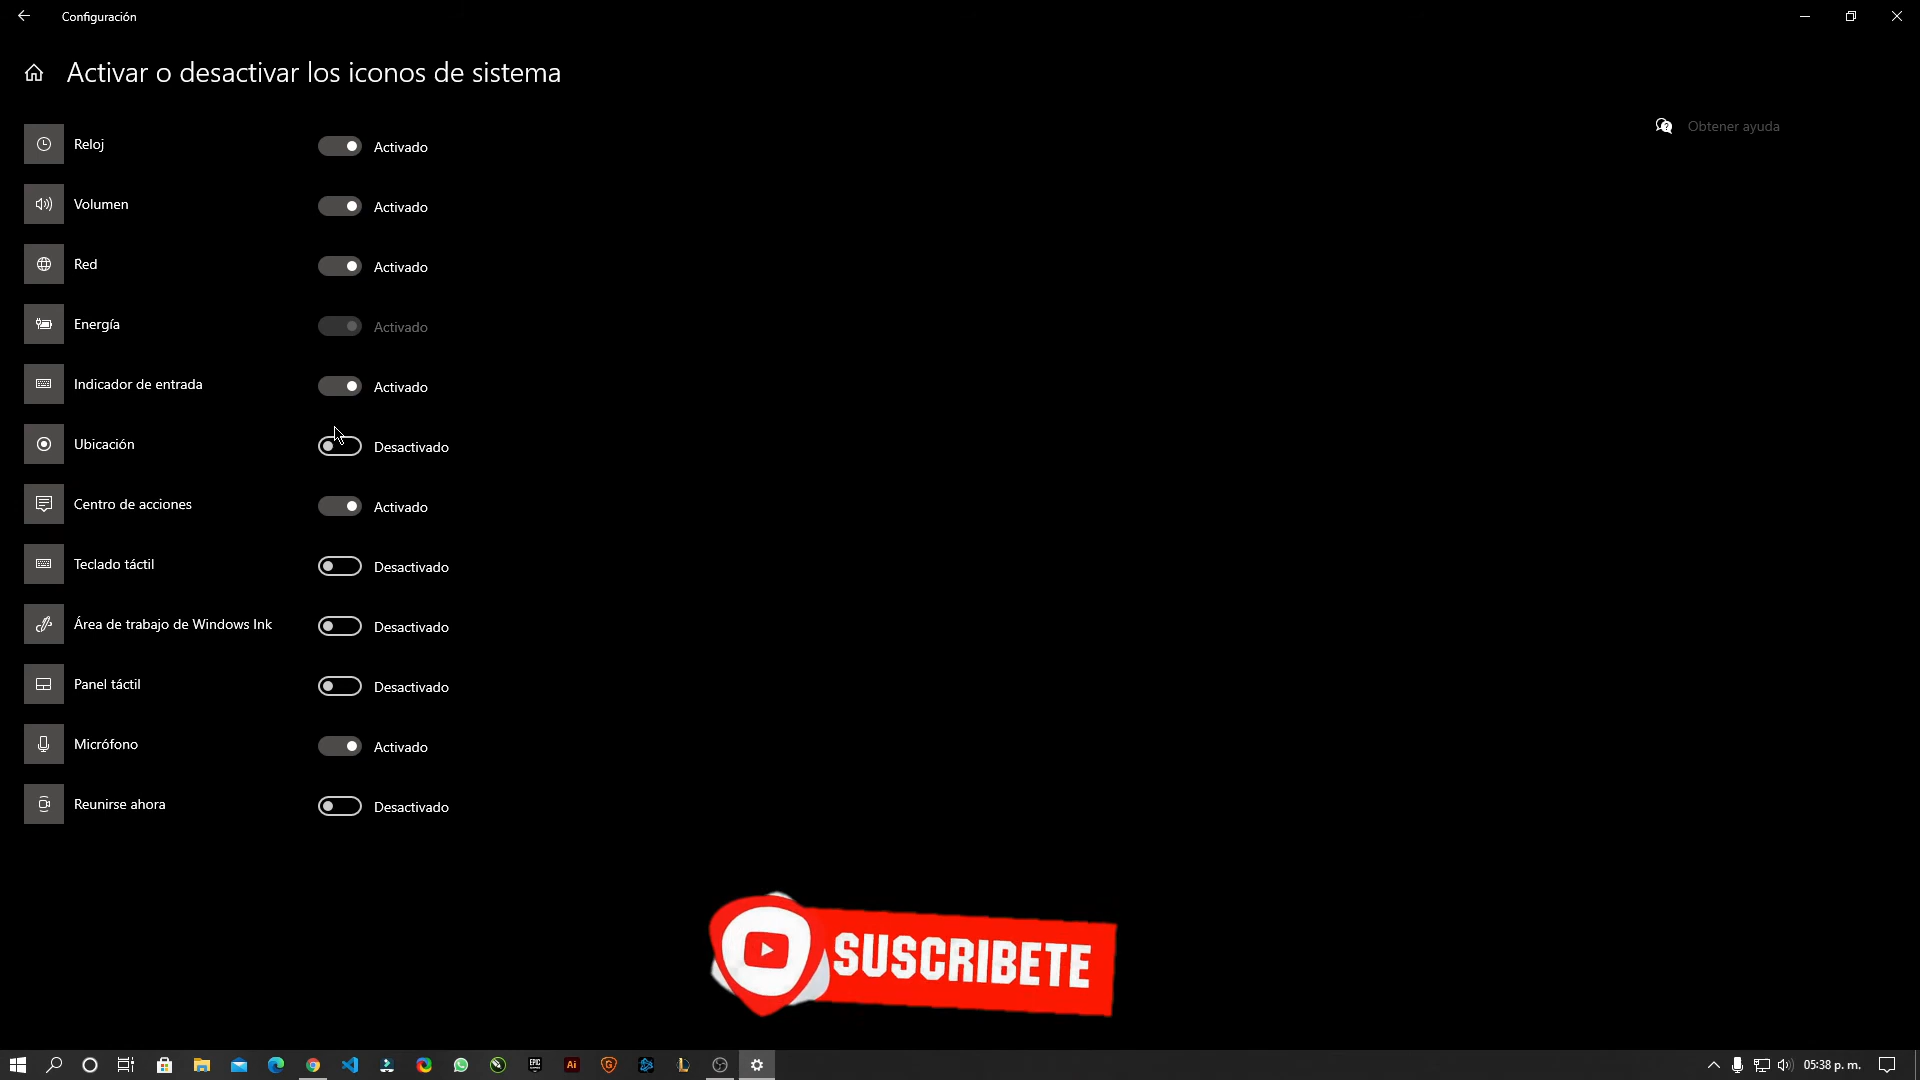 Configuración
Activar o desactivar los iconos de sistema
Obtener ayuda
Reloj Activado
Volumen Activado
Red Activado
Energía Activado
Indicador de entrada Activado
Ubicación Desactivado
Centro de acciones Activado
Teclado táctil Desactivado
Área de trabajo de Windows Ink Desactivado
Panel táctil Desactivado
Micrófono Activado
Reunirse ahora Desactivado
SUSCRIBETE
EPIC
Ai
05:38 p. m.